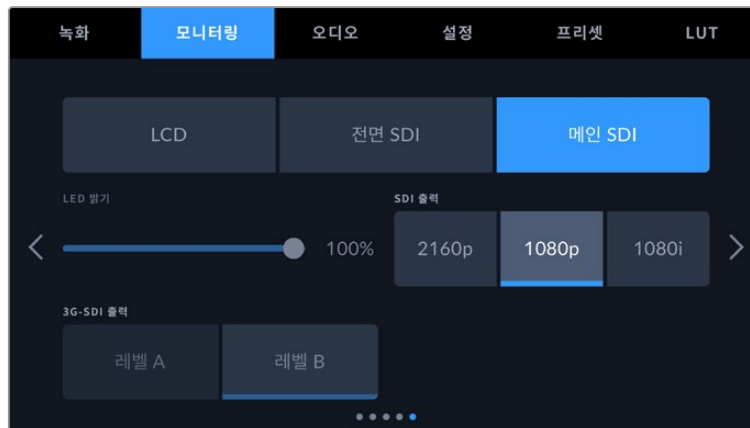 녹화 모니터링 오디오 설정 프리셋 LUT
LCD 전면 SDI 메인 SDI
LED 밝기 SDI 출력
100% 2160p 1080p 1080i
3G-SDI 출력
레벨 A 레벨 B